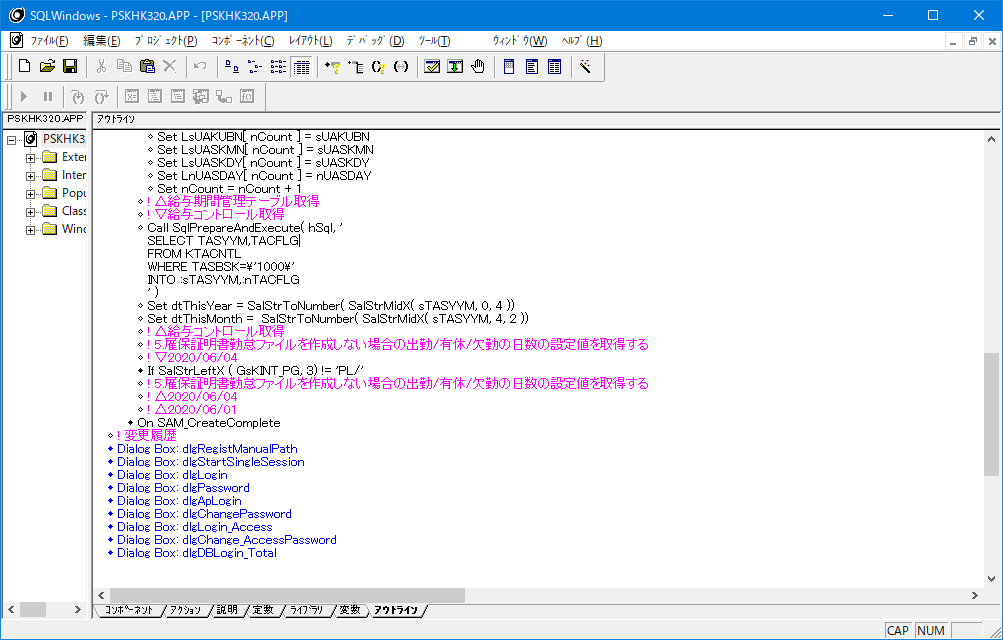 SQLWindows - PSKHK320.APP - [PSKHK320.APP]
ﾌｧｲﾙ(F) 編集(E) ﾌﾟﾛｼﾞｪｸﾄ(P) ｺﾝﾎﾟｰﾈﾝﾄ(C) ﾚｲｱｳﾄ(L) ﾃﾞﾊﾞｯｸﾞ(D) ﾂｰﾙ(T) ｳｨﾝﾄﾞｳ(W) ﾍﾙﾌﾟ(H)
PSKHK320.APP
ｱｳﾄﾗｲﾝ
PSKHK3
Exter
Inter
Popu
Class
Wind
Set LsUAKUBN[ nCount ] = sUAKUBN
Set LsUASKMN[ nCount ] = sUASKMN
Set LsUASKDY[ nCount ] = sUASKDY
Set LnUASDAY[ nCount ] = nUASDAY
Set nCount = nCount + 1
! △給与期間管理テーブル取得
! ▽給与コントロール取得
Call SqlPrepareAndExecute( hSql, '
SELECT TASYYM,TACFLG
FROM KTACNTL
WHERE TASBSK=¥'1000¥'
INTO :sTASYYM,:nTACFLG
' )
Set dtThisYear = SalStrToNumber( SalStrMidX( sTASYYM, 0, 4 ))
Set dtThisMonth =  SalStrToNumber( SalStrMidX( sTASYYM, 4, 2 ))
! △給与コントロール取得
! 5.雇保証明書勤怠ファイルを作成しない場合の出勤/有休/欠勤の日数の設定値を取得する
! ▽2020/06/04
If SalStrLeftX ( GsKINT_PG, 3) != 'PL/'
! 5.雇保証明書勤怠ファイルを作成しない場合の出勤/有休/欠勤の日数の設定値を取得する
! △2020/06/04
! △2020/06/01
On SAM_CreateComplete
! 変更履歴
Dialog Box: dlgRegistManualPath
Dialog Box: dlgStartSingleSession
Dialog Box: dlgLogin
Dialog Box: dlgPassword
Dialog Box: dlgApLogin
Dialog Box: dlgChangePassword
Dialog Box: dlgLogin_Access
Dialog Box: dlgChange_AccessPassword
Dialog Box: dlgDBLogin_Total
ｺﾝﾎﾟｰﾈﾝﾄ ｱｸｼｮﾝ 説明 定数 ﾗｲﾌﾞﾗﾘ 変数 ｱｳﾄﾗｲﾝ
CAP NUM